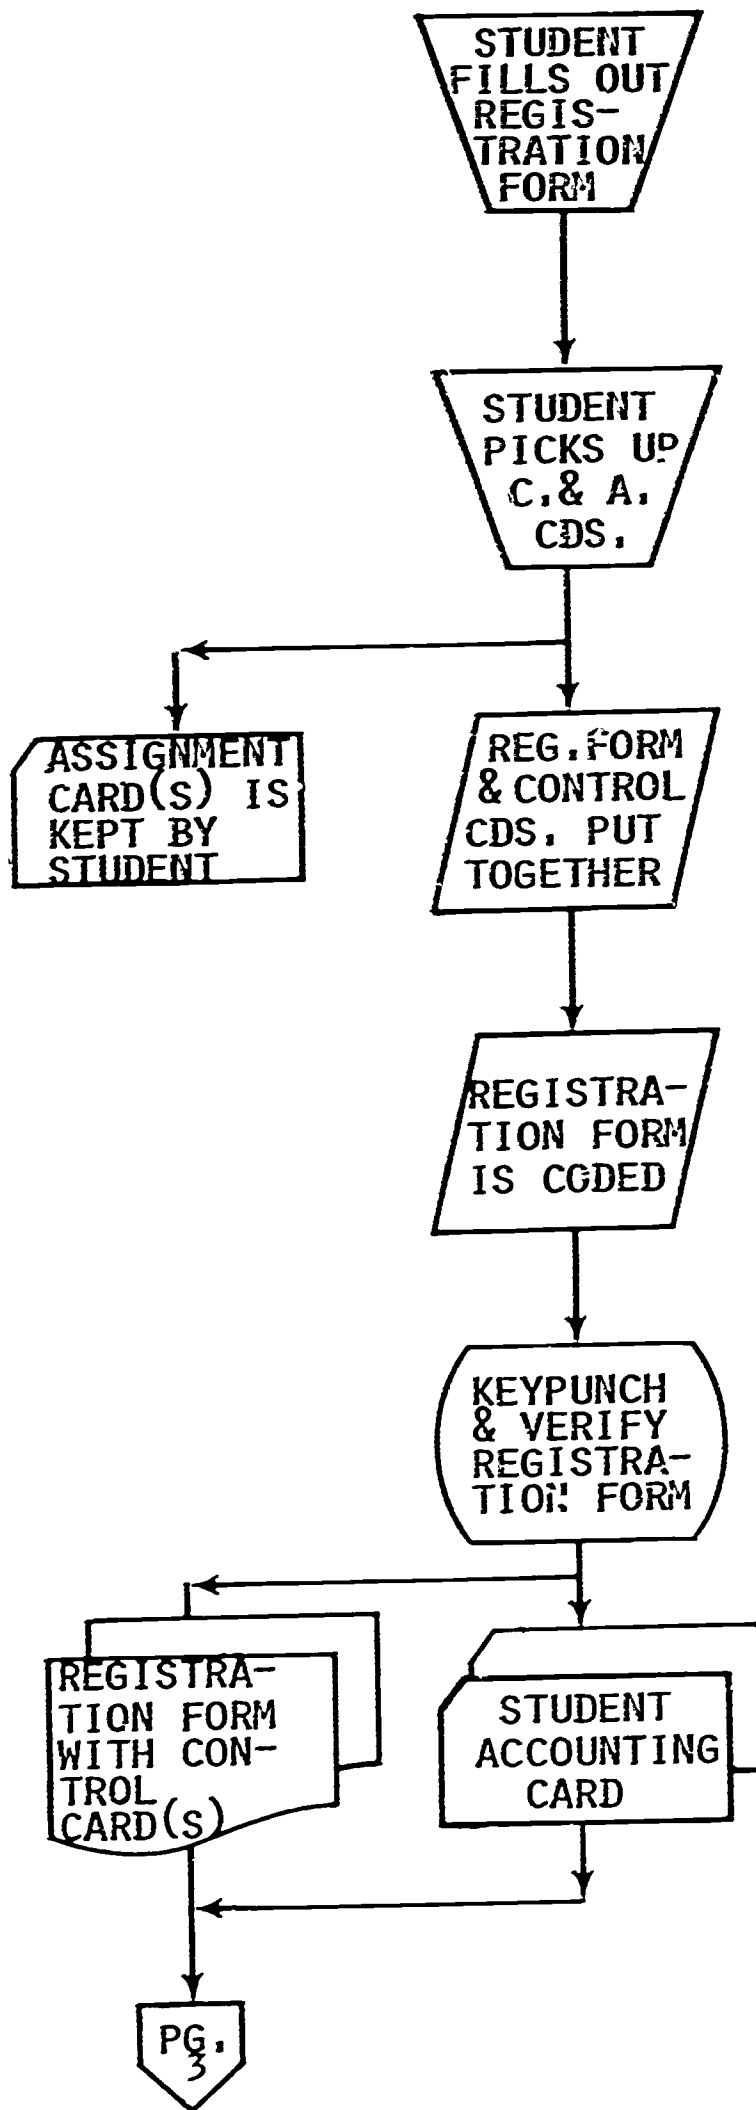 STUDENT
FILLS OUT
REGIS-
TRATION
FORM
STUDENT
PICKS UP
C.& A.
CDS.
ASSIGNMENT
CARD(S) IS
KEPT BY
STUDENT
REG.FORM
& CONTROL
CDS. PUT
TOGETHER
REGISTRA-
TION FORM
IS CODED
KEYPUNCH
& VERIFY
REGISTRA-
TION FORM
REGISTRA-
TION FORM
WITH CON-
TROL
CARD(S)
STUDENT
ACCOUNTING
CARD
PG.
3